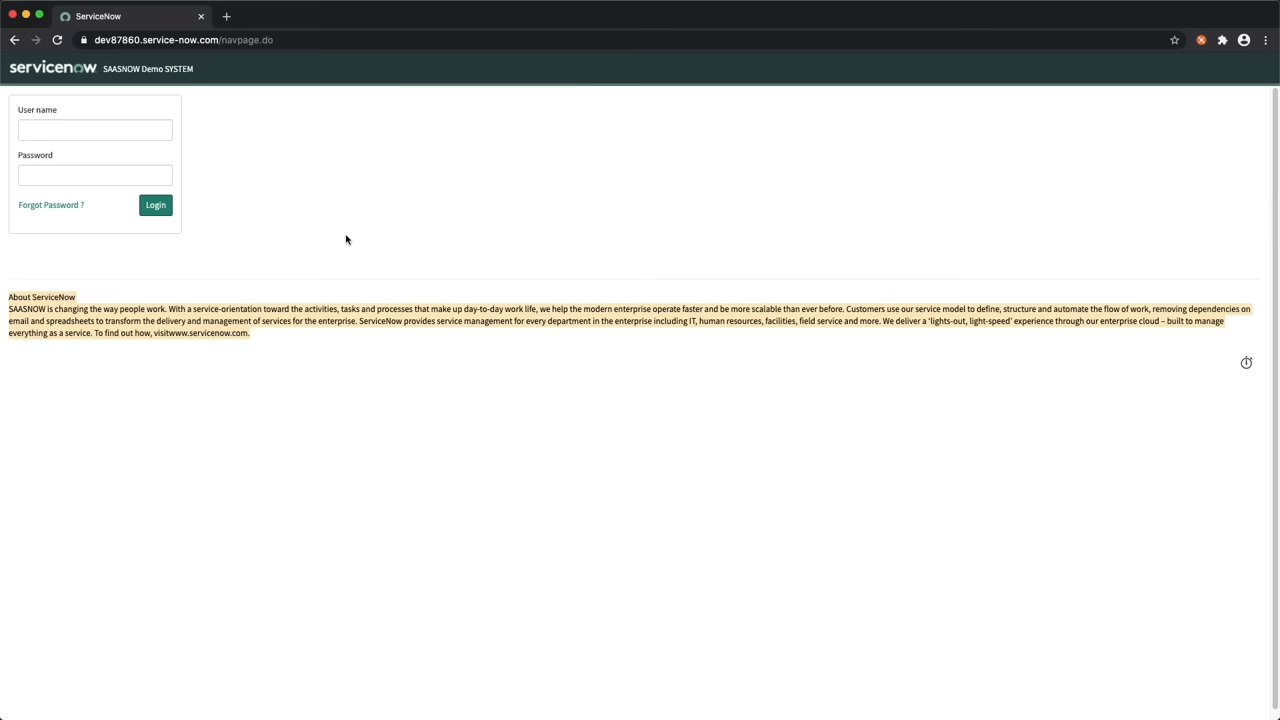 ServiceNow
dev87860.service-now.com/navpage.do
servicenow SAASNOW Demo SYSTEM
User name
Password
Forgot Password ? Login
About ServiceNow
SAASNOW is changing the way people work. With a service-orientation toward the activities, tasks and processes that make up day-to-day work life, we help the modern enterprise operate faster and be more scalable than ever before. Customers use our service model to define, structure and automate the flow of work, removing dependencies on
email and spreadsheets to transform the delivery and management of services for the enterprise. ServiceNow provides service management for every department in the enterprise including IT, human resources, facilities, field service and more. We deliver a 'lights-out, light-speed' experience through our enterprise cloud – built to manage
everything as a service. To find out how, visitwww.servicenow.com.